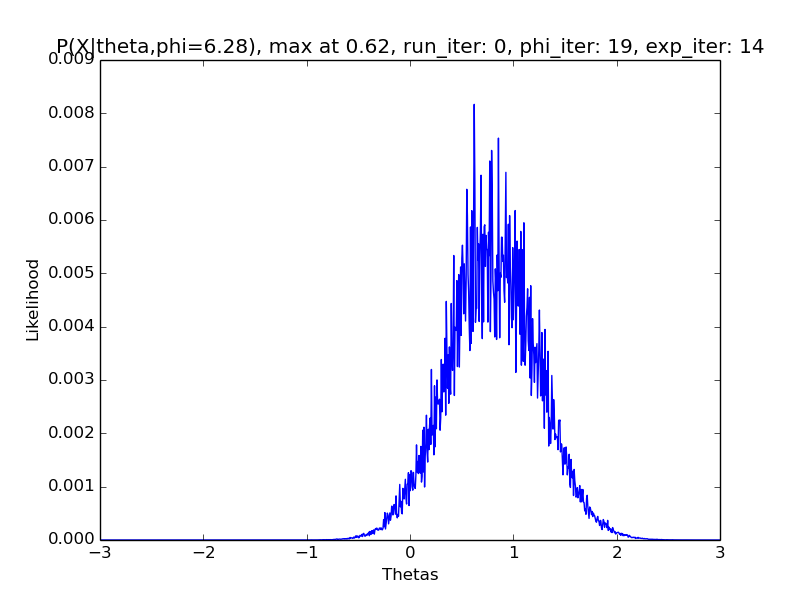 P(X|theta,phi=6.28), max at 0.62, run_iter: 0, phi_iter: 19, exp_iter: 14
0.009
0.008
0.007
0.006
0.005
0.004
0.003
0.002
0.001
0.000
Likelihood
−3 −2 −1 0 1 2 3
Thetas